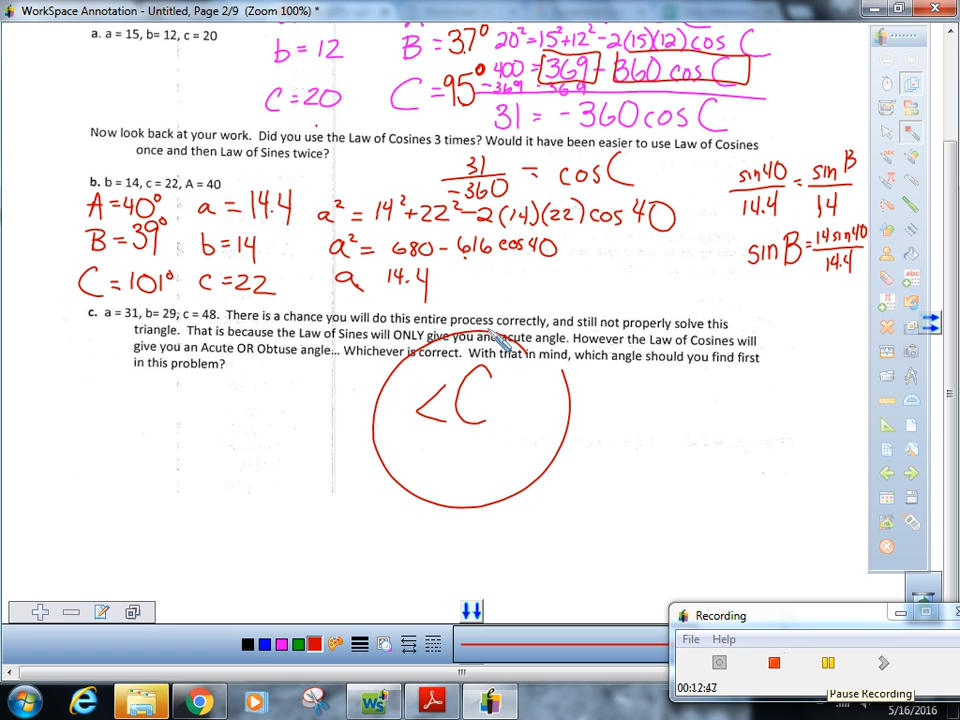 WorkSpace Annotation - Untitled, Page 2/9 (Zoom 100%) *
a. a = 15, b= 12, c = 20
b = 12
c = 20
B = 37°
C = 95°
20² = 15² + 12² - 2(15)(12) cos C
400 = 369 - 360 cos C
-369 -369
31 = -360 cos C
Now look back at your work. Did you use the Law of Cosines 3 times? Would it have been easier to use Law of Cosines
once and then Law of Sines twice?
31/-360 = cos C
b. b = 14, c = 22, A = 40
A = 40° a = 14.4
B = 39° b = 14
C = 101° c = 22
a² = 14² + 22² - 2(14)(22) cos 40
a² = 680 - 616 cos 40
a 14.4
sin 40/14.4 = sin B/14
sin B = 14 sin 40/14.4
c. a = 31, b= 29, c = 48. There is a chance you will do this entire process correctly, and still not properly solve this
triangle. That is because the Law of Sines will ONLY give you and acute angle. However the Law of Cosines will
give you an Acute OR Obtuse angle... Whichever is correct. With that in mind, which angle should you find first
in this problem?
< C
Recording
File Help
00:12:47
Pause Recording
5/16/2016